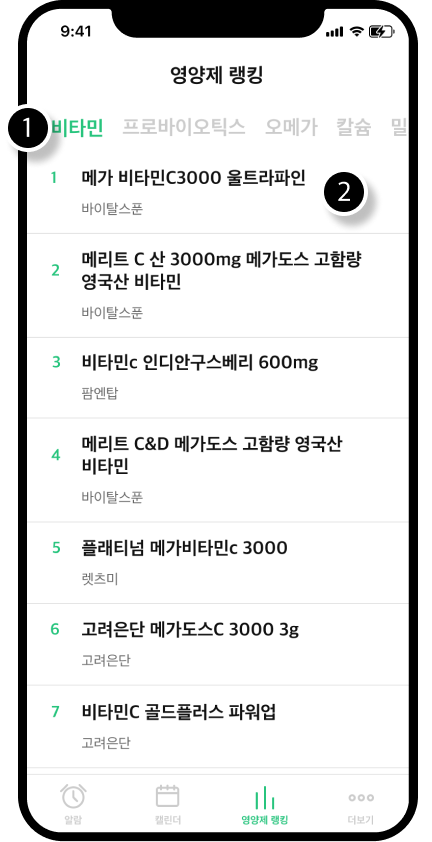 9:41
영양제 랭킹
1
비타민 프로바이오틱스 오메가 칼슘 밀
1 메가 비타민C3000 울트라파인
바이탈스푼
2
2 메리트 C 산 3000mg 메가도스 고함량
영국산 비타민
바이탈스푼
3 비타민c 인디안구스베리 600mg
팜엔탑
4 메리트 C&D 메가도스 고함량 영국산
비타민
바이탈스푼
5 플래티넘 메가비타민c 3000
렛츠미
6 고려은단 메가도스C 3000 3g
고려은단
7 비타민C 골드플러스 파워업
고려은단
알람 캘린더 영양제 랭킹 더보기